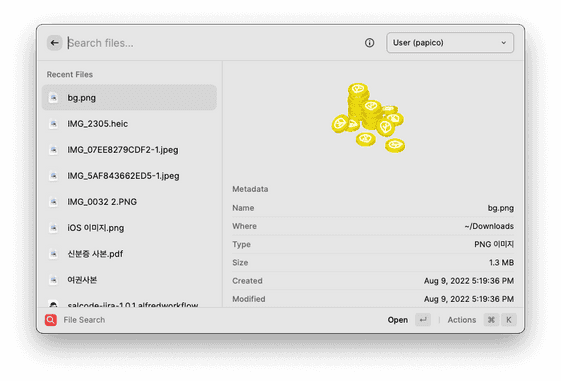 Search files...
User (papico)
Recent Files
bg.png
IMG_2305.heic
IMG_07EE8279CDF2-1.jpeg
IMG_5AF843662ED5-1.jpeg
IMG_0032 2.PNG
iOS 이미지.png
신분증 사본.pdf
여권사본
salcode-jira-1.0.1.alfredworkflow
Metadata
Name bg.png
Where ~/Downloads
Type PNG 이미지
Size 1.3 MB
Created Aug 9, 2022 5:19:36 PM
Modified Aug 9, 2022 5:19:36 PM
File Search
Open
Actions ⌘ K